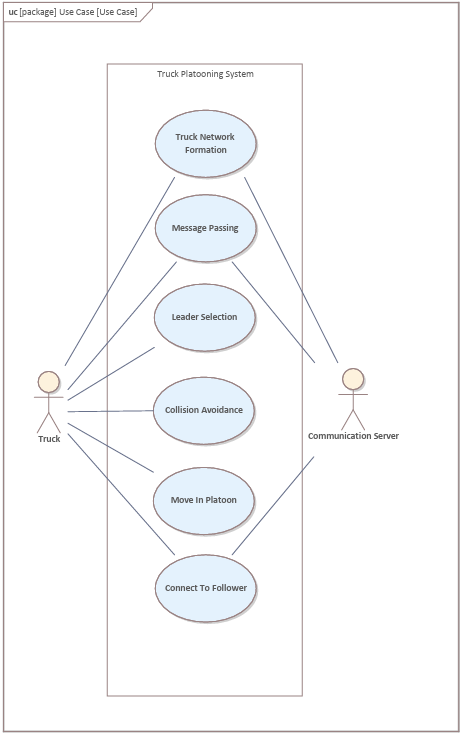 uc [package] Use Case [Use Case]
Truck Platooning System
Truck Network
Formation
Message Passing
Leader Selection
Collision Avoidance
Truck
Communication Server
Move In Platoon
Connect To Follower